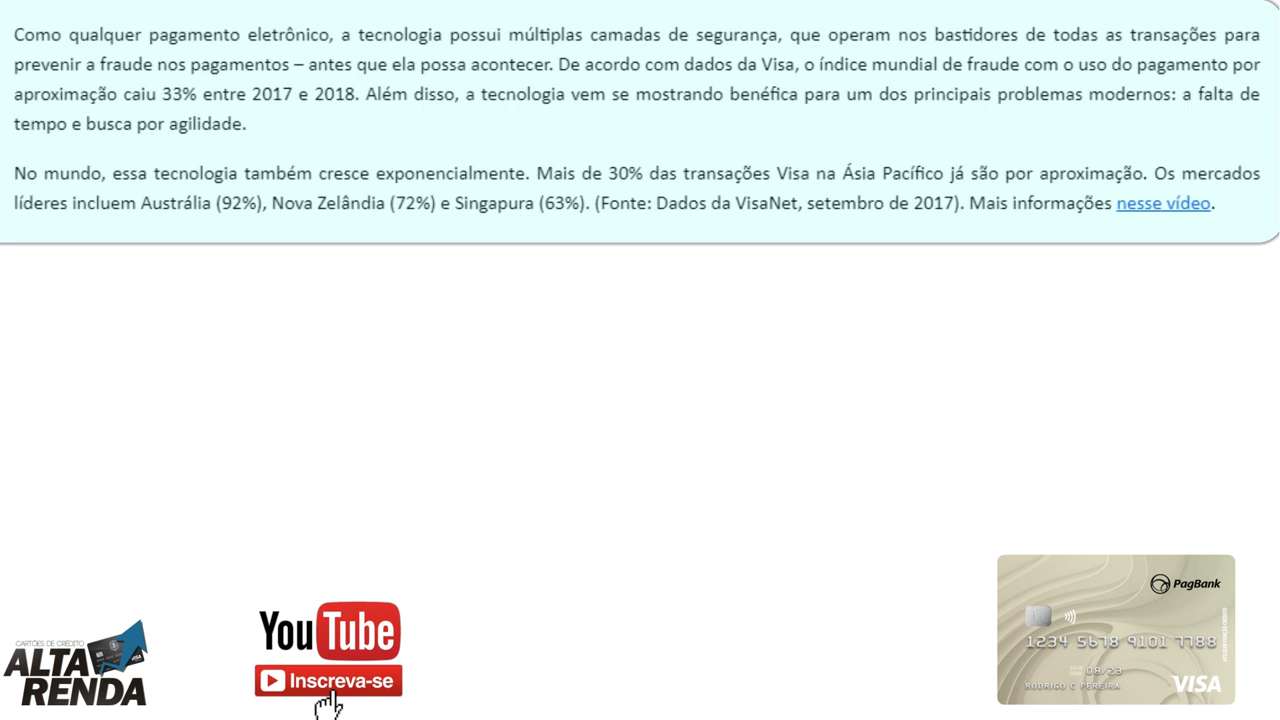 Como qualquer pagamento eletrônico, a tecnologia possui múltiplas camadas de segurança, que operam nos bastidores de todas as transações para
prevenir a fraude nos pagamentos – antes que ela possa acontecer. De acordo com dados da Visa, o índice mundial de fraude com o uso do pagamento por
aproximação caiu 33% entre 2017 e 2018. Além disso, a tecnologia vem se mostrando benéfica para um dos principais problemas modernos: a falta de
tempo e busca por agilidade.
No mundo, essa tecnologia também cresce exponencialmente. Mais de 30% das transações Visa na Ásia Pacífico já são por aproximação. Os mercados
líderes incluem Austrália (92%), Nova Zelândia (72%) e Singapura (63%). (Fonte: Dados da VisaNet, setembro de 2017). Mais informações nesse vídeo.
CARTÕES DE CRÉDITO
ALTA
RENDA
YouTube
Inscreva-se
PagBank
1234 5678 9101 7788
08/23
RODRIGO C PEREIRA
VISA